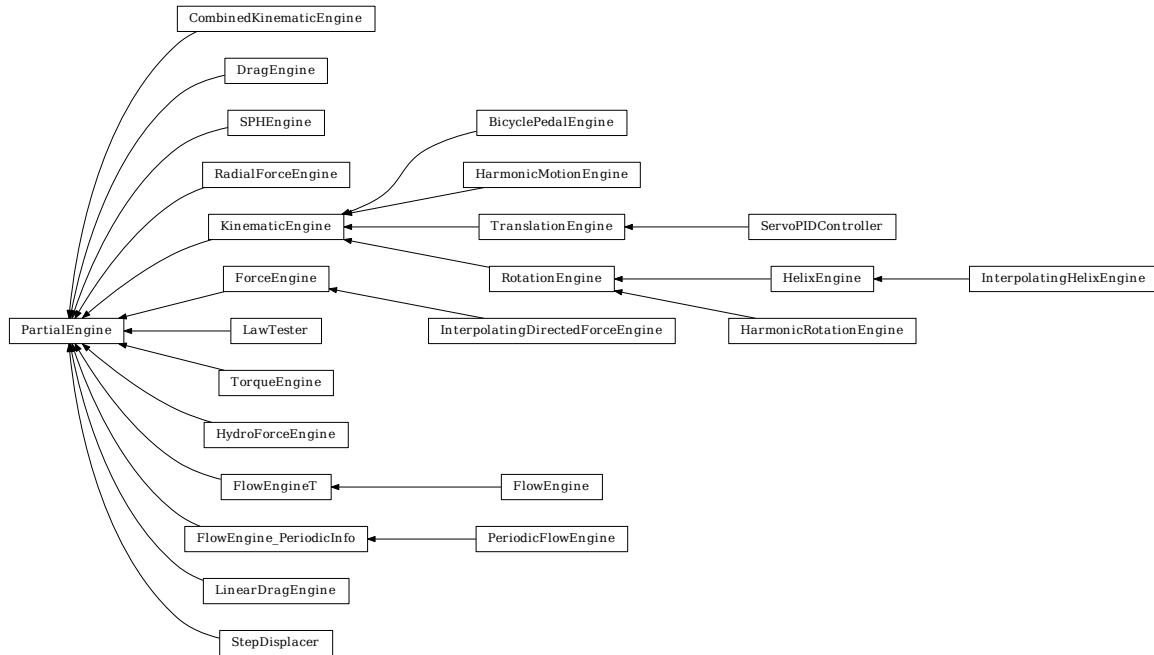 CombinedKinematicEngine
DragEngine
SPHEngine
BicyclePedalEngine
RadialForceEngine
HarmonicMotionEngine
KinematicEngine
TranslationEngine
ServoPIDController
ForceEngine
RotationEngine
HelixEngine
InterpolatingHelixEngine
PartialEngine
LawTester
InterpolatingDirectedForceEngine
HarmonicRotationEngine
TorqueEngine
HydroForceEngine
FlowEngineT
FlowEngine
FlowEngine_PeriodicInfo
PeriodicFlowEngine
LinearDragEngine
StepDisplacer